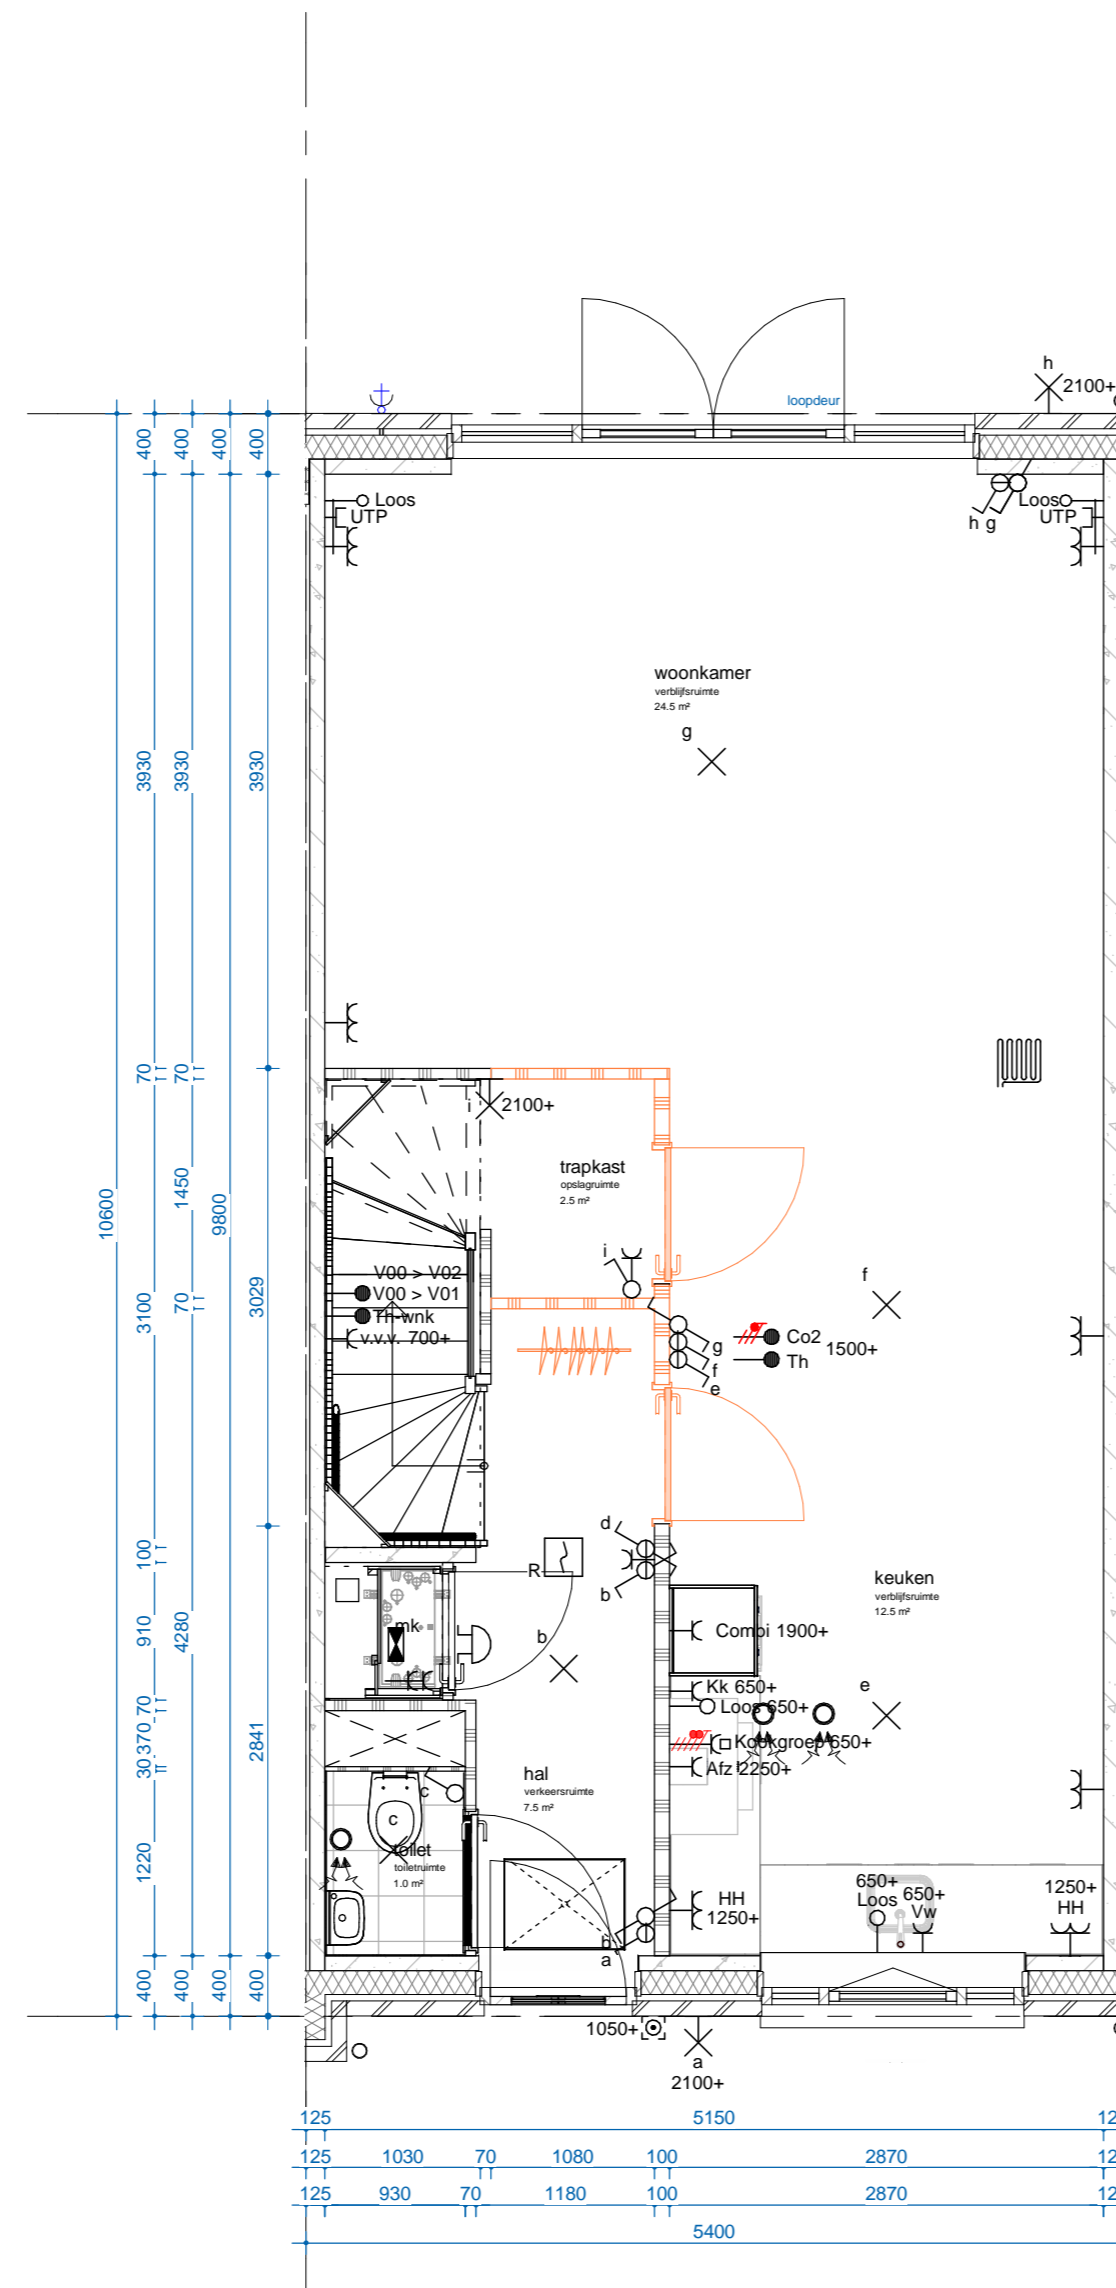 h
2100+
loopdeur
400 400 400 400
Loos
UTP
h g
Loos
UTP
woonkamer
verblijfsruimte
24.5 m²
g
3930 3930 3930
70 70
i 2100+
trapkast
opslagruimte
2.5 m²
10600
1450
9800
i
f
V00 > V02
V00 > V01
Th-wnk
v.v.v. 700+
3100
70
3029
g
f
e
Co2
Th
1500+
100
d
R
b
keuken
verblijfsruimte
12.5 m²
910
4280
mk
b
Combi 1900+
Kk 650+
Loos 650+
e
70
370
30
2841
Kookgroep 650+
Afz 2250+
hal
verkeersruimte
7.5 m²
c
c
toilet
toiletruimte
1.0 m²
1220
HH
1250+
650+
Loos
650+
Vw
1250+
HH
b
a
400 400 400 400
1050+
a
2100+
125 5150 12
125 1030 70 1080 100 2870 12
125 930 70 1180 100 2870 12
5400